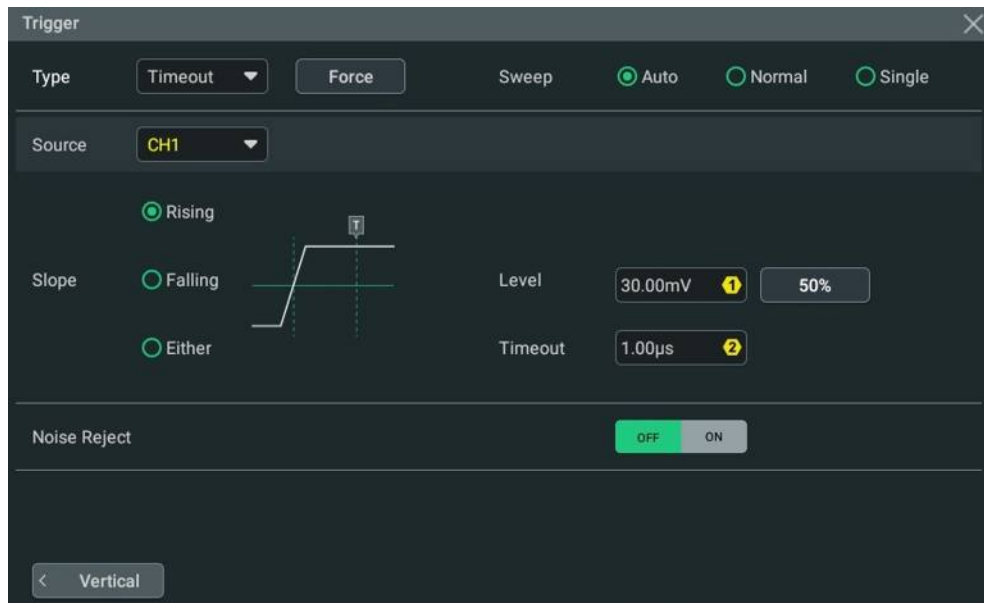 Trigger
Type Timeout Force Sweep Auto Normal Single
Source CH1
Rising
T
Slope Falling Level 30.00mV 1 50%
Either Timeout 1.00μs 2
Noise Reject OFF ON
< Vertical